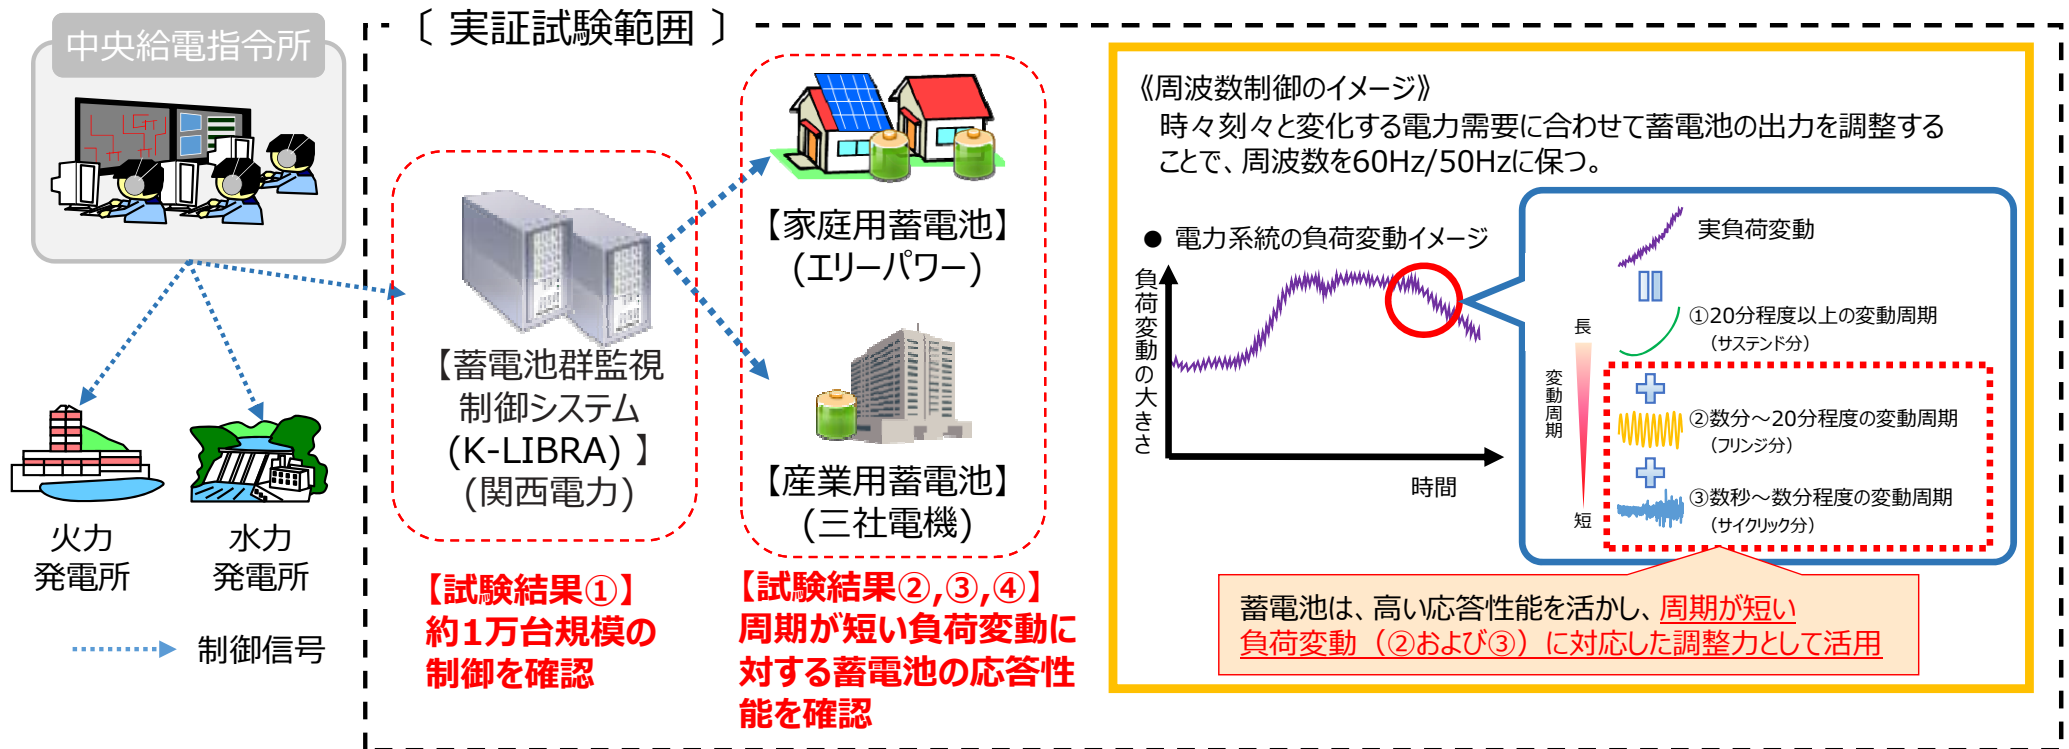 中央給電指令所
〔 実証試験範囲 〕
火力
発電所
水力
発電所
制御信号
【蓄電池群監視
制御システム
(K-LIBRA) 】
(関西電力)
【試験結果①】
約1万台規模の
制御を確認
【家庭用蓄電池】
(エリーパワー)
【産業用蓄電池】
(三社電機)
【試験結果②,③,④】
周期が短い負荷変動に
対する蓄電池の応答性
能を確認
《周波数制御のイメージ》
時々刻々と変化する電力需要に合わせて蓄電池の出力を調整する
ことで、周波数を60Hz/50Hzに保つ。
● 電力系統の負荷変動イメージ
負荷変動の大きさ
時間
実負荷変動
長
変動周期
短
①20分程度以上の変動周期
（サステンド分）
②数分～20分程度の変動周期
（フリンジ分）
③数秒～数分程度の変動周期
（サイクリック分）
蓄電池は、高い応答性能を活かし、周期が短い
負荷変動（②および③）に対応した調整力として活用